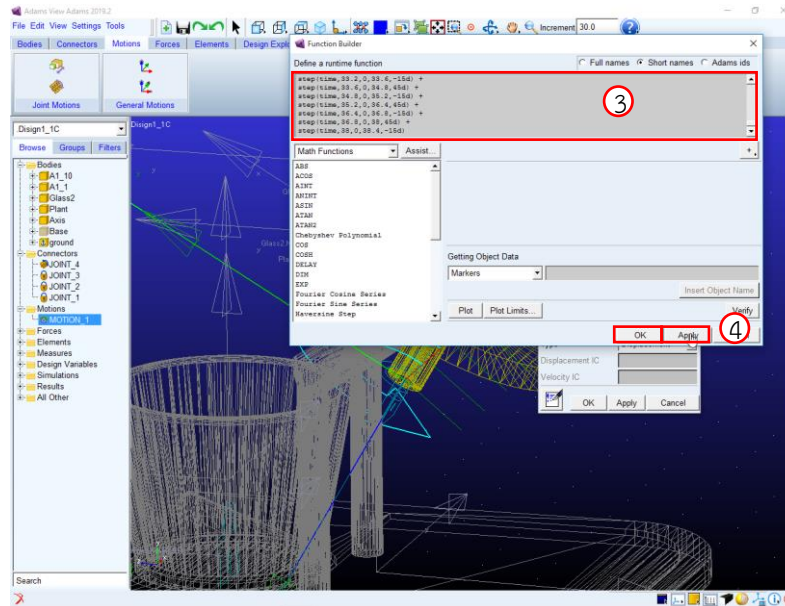 Adams View Adams 2019.2
File Edit View Settings Tools
Increment 30.0
Bodies Connectors Motions Forces Elements Design Explo
Joint Motions General Motions
Disign1_1C
Browse Groups Filters
Bodies
A1_10
A1_1
Glass2
Plant
Axis
Base
ground
Connectors
JOINT_4
JOINT_3
JOINT_2
JOINT_1
Motions
MOTION_1
Forces
Elements
Measures
Design Variables
Simulations
Results
All Other
Search
Disign1_1C
Function Builder
Define a runtime function
Full names Short names Adams ids
step(time,33.2,0,33.6,-15d) +
step(time,33.6,0,34.8,45d) +
step(time,34.8,0,35.2,-15d) +
step(time,35.2,0,36.4,45d) +
step(time,36.4,0,36.8,-15d) +
step(time,36.8,0,38,45d) +
step(time,38,0,38.4,-15d)
3
Math Functions Assist...
ABS
ACOS
AINT
ANINT
ASIN
ATAN
ATAN2
Chebyshev Polynomial
COS
COSH
DELAY
DIM
EXP
Fourier Cosine Series
Fourier Sine Series
Haversine Step
Getting Object Data
Markers
Insert Object Name
Plot Plot Limits... Verify
OK Apply
4
Displacement IC
Velocity IC
OK Apply Cancel